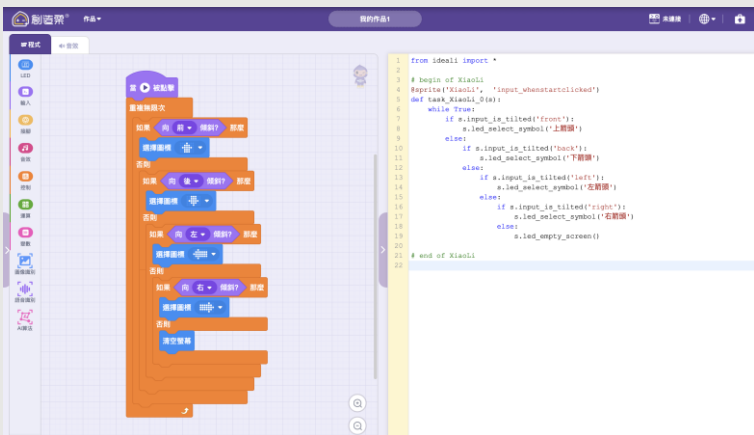 創造栗®
作品▾
我的作品1
未連接
程式
音效
LED
輸入
音效
控制
運算
變數
圖像識別
語音識別
AI算法
當 被點擊
重複無限次
如果 向 前 傾斜? 那麼
選擇圖標
否則
如果 向 後 傾斜? 那麼
選擇圖標
否則
如果 向 左 傾斜? 那麼
選擇圖標
否則
如果 向 右 傾斜? 那麼
選擇圖標
否則
清空螢幕
1 from ideali import *
2
3 # begin of XiaoLi
4 @sprite('XiaoLi', 'input_whenstartclicked')
5 def task_XiaoLi_0(s):
6 while True:
7 if s.input_is_tilted('front'):
8 s.led_select_symbol('上箭頭')
9 else:
10 if s.input_is_tilted('back'):
11 s.led_select_symbol('下箭頭')
12 else:
13 if s.input_is_tilted('left'):
14 s.led_select_symbol('左箭頭')
15 else:
16 if s.input_is_tilted('right'):
17 s.led_select_symbol('右箭頭')
18 else:
19 s.led_empty_screen()
20
21 # end of XiaoLi
22